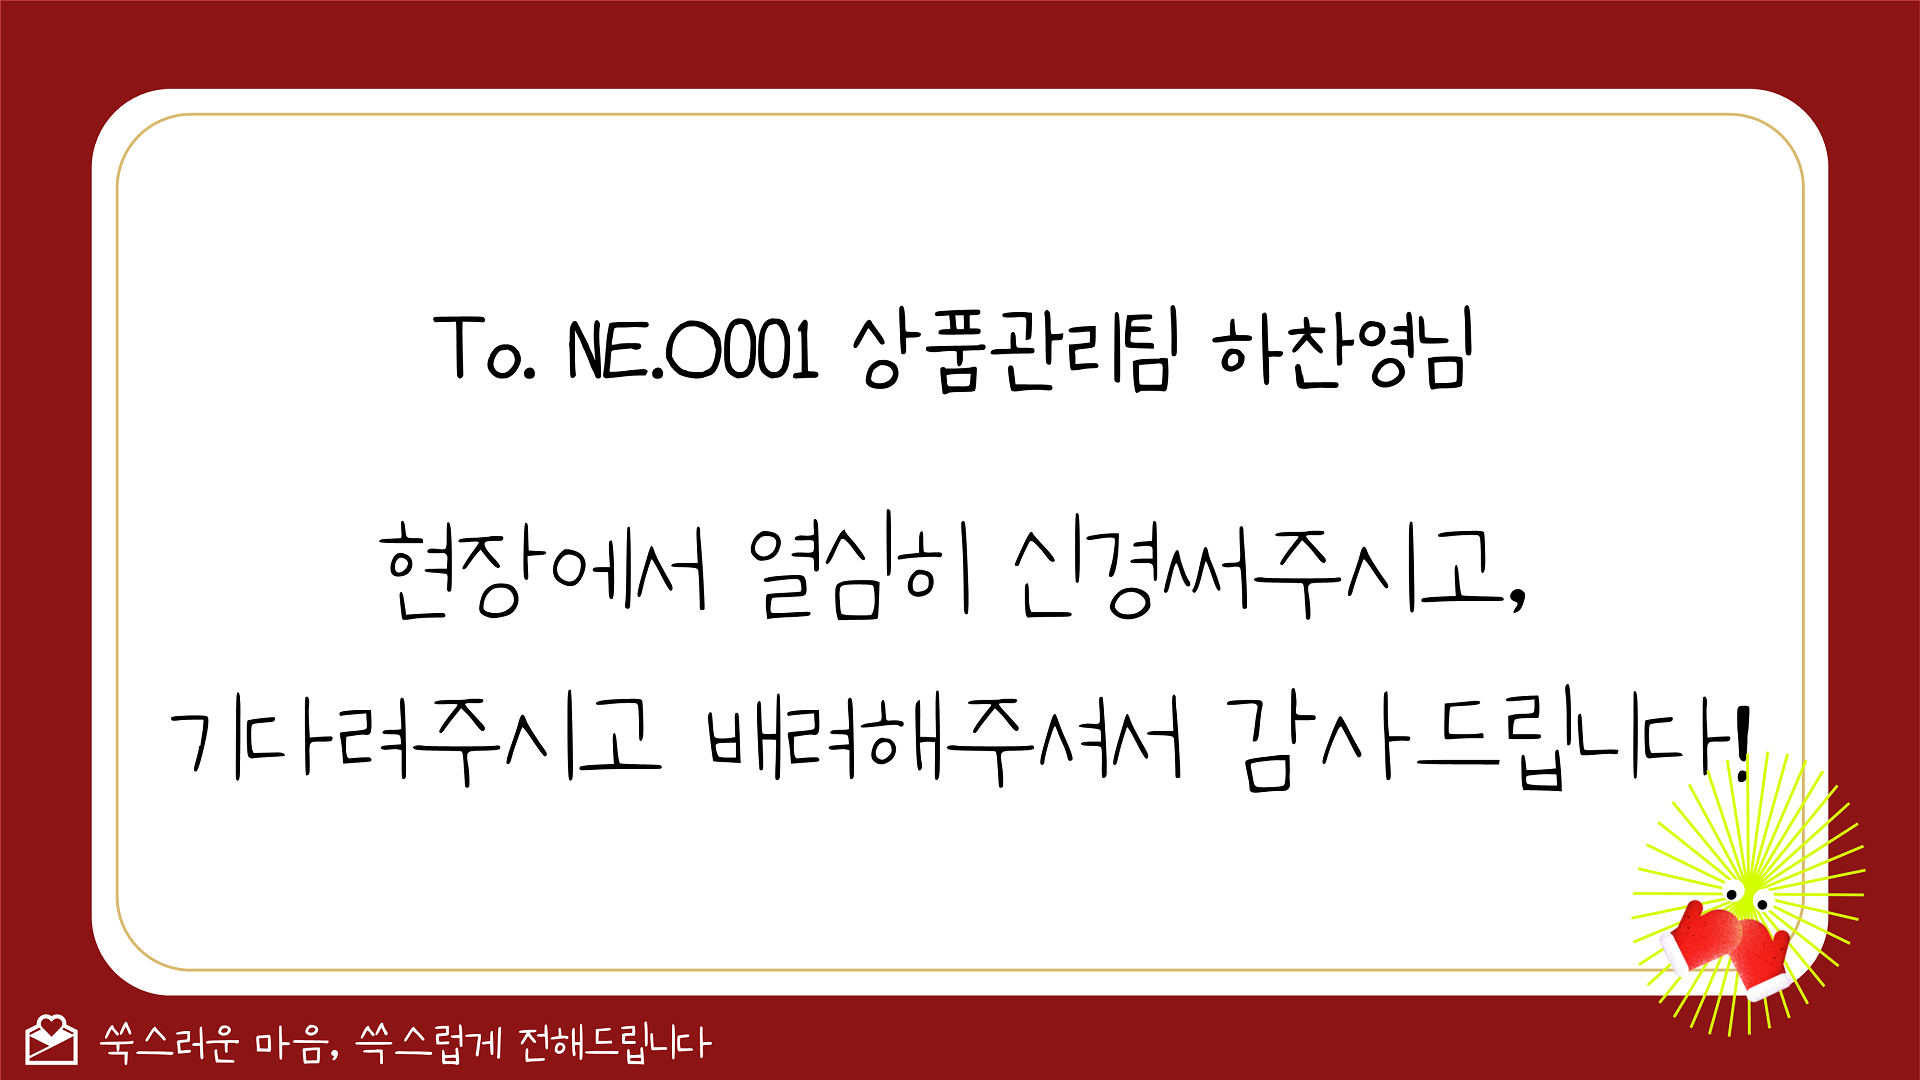 To. NE.O001 상품관리팀 하찬영님
현장에서 열심히 신경써주시고,
기다려주시고 배려해주셔서 감사드립니다!
쑥스러운 마음, 쓱스럽게 전해드립니다